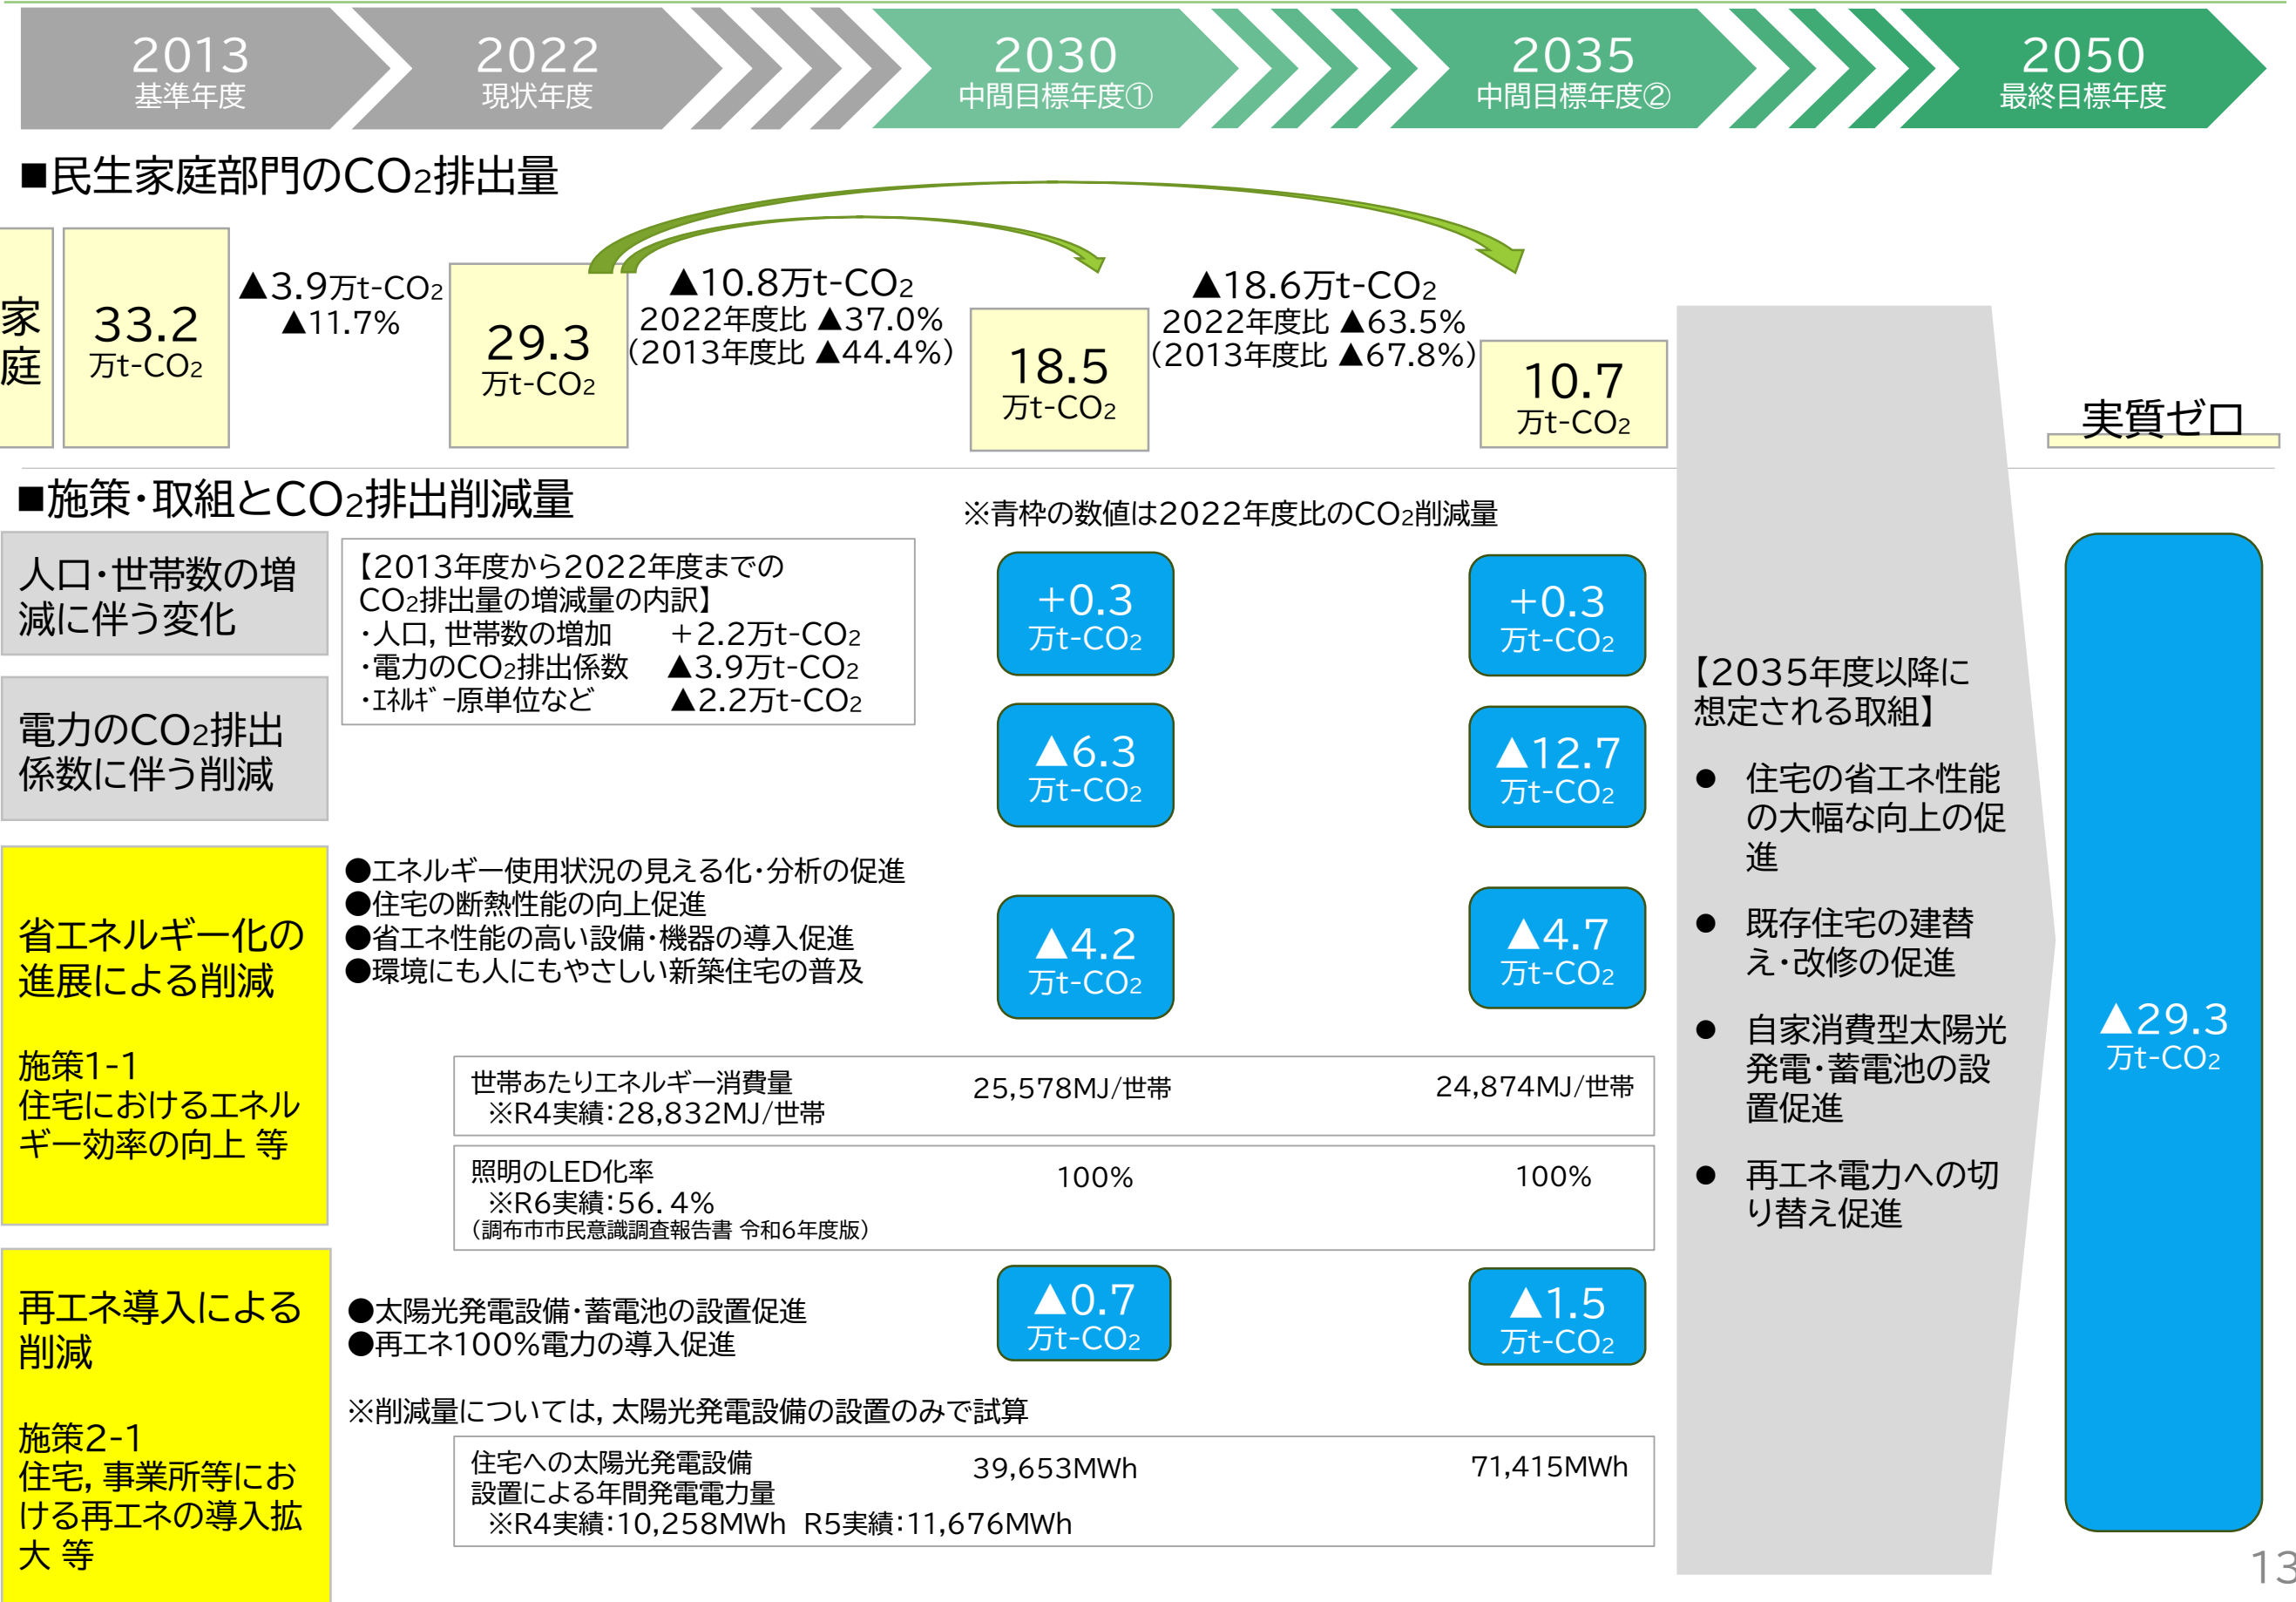 2013
基準年度
2022
現状年度
2030
中間目標年度①
2035
中間目標年度②
2050
最終目標年度
■民生家庭部門のCO2排出量
家
庭
33.2
万t-CO2
▲3.9万t-CO2
▲11.7%
29.3
万t-CO2
▲10.8万t-CO2
2022年度比 ▲37.0%
(2013年度比 ▲44.4%)
18.5
万t-CO2
▲18.6万t-CO2
2022年度比 ▲63.5%
(2013年度比 ▲67.8%)
10.7
万t-CO2
実質ゼロ
■施策・取組とCO2排出削減量
※青枠の数値は2022年度比のCO2削減量
人口・世帯数の増
減に伴う変化
【2013年度から2022年度までの
CO2排出量の増減量の内訳】
・人口, 世帯数の増加 +2.2万t-CO2
・電力のCO2排出係数 ▲3.9万t-CO2
・ｴﾈﾙｷﾞｰ原単位など ▲2.2万t-CO2
+0.3
万t-CO2
+0.3
万t-CO2
電力のCO2排出
係数に伴う削減
▲6.3
万t-CO2
▲12.7
万t-CO2
省エネルギー化の
進展による削減
施策1-1
住宅におけるエネル
ギー効率の向上 等
●エネルギー使用状況の見える化・分析の促進
●住宅の断熱性能の向上促進
●省エネ性能の高い設備・機器の導入促進
●環境にも人にもやさしい新築住宅の普及
▲4.2
万t-CO2
▲4.7
万t-CO2
世帯あたりエネルギー消費量 25,578MJ/世帯 24,874MJ/世帯
※R4実績:28,832MJ/世帯
照明のLED化率 100% 100%
※R6実績:56.4%
(調布市市民意識調査報告書 令和6年度版)
再エネ導入による
削減
施策2-1
住宅, 事業所等にお
ける再エネの導入拡
大 等
●太陽光発電設備・蓄電池の設置促進
●再エネ100%電力の導入促進
▲0.7
万t-CO2
▲1.5
万t-CO2
※削減量については, 太陽光発電設備の設置のみで試算
住宅への太陽光発電設備 39,653MWh 71,415MWh
設置による年間発電電力量
※R4実績:10,258MWh R5実績:11,676MWh
【2035年度以降に
想定される取組】
● 住宅の省エネ性能
の大幅な向上の促
進
● 既存住宅の建替
え・改修の促進
● 自家消費型太陽光
発電・蓄電池の設
置促進
● 再エネ電力への切
り替え促進
▲29.3
万t-CO2
13